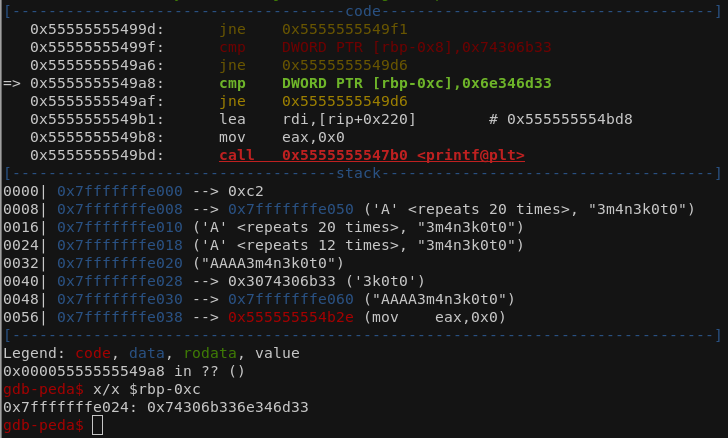 [-------------------------------------code-------------------------------------]
   0x55555555499d:	jne    0x5555555549f1
   0x55555555499f:	cmp    DWORD PTR [rbp-0x8],0x74306b33
   0x5555555549a6:	jne    0x5555555549d6
=> 0x5555555549a8:	cmp    DWORD PTR [rbp-0xc],0x6e346d33
   0x5555555549af:	jne    0x5555555549d6
   0x5555555549b1:	lea    rdi,[rip+0x220]        # 0x555555554bd8
   0x5555555549b8:	mov    eax,0x0
   0x5555555549bd:	call   0x5555555547b0 <printf@plt>
[------------------------------------stack-------------------------------------]
0000| 0x7fffffffe000 --> 0xc2
0008| 0x7fffffffe008 --> 0x7fffffffe050 ('A' <repeats 20 times>, "3m4n3k0t0")
0016| 0x7fffffffe010 ('A' <repeats 20 times>, "3m4n3k0t0")
0024| 0x7fffffffe018 ('A' <repeats 12 times>, "3m4n3k0t0")
0032| 0x7fffffffe020 ("AAAA3m4n3k0t0")
0040| 0x7fffffffe028 --> 0x3074306b33 ('3k0t0')
0048| 0x7fffffffe030 --> 0x7fffffffe060 ("AAAA3m4n3k0t0")
0056| 0x7fffffffe038 --> 0x555555554b2e (mov    eax,0x0)
[------------------------------------------------------------------------------]
Legend: code, data, rodata, value
0x00005555555549a8 in ?? ()
gdb-peda$ x/x $rbp-0xc
0x7fffffffe024:	0x74306b336e346d33
gdb-peda$